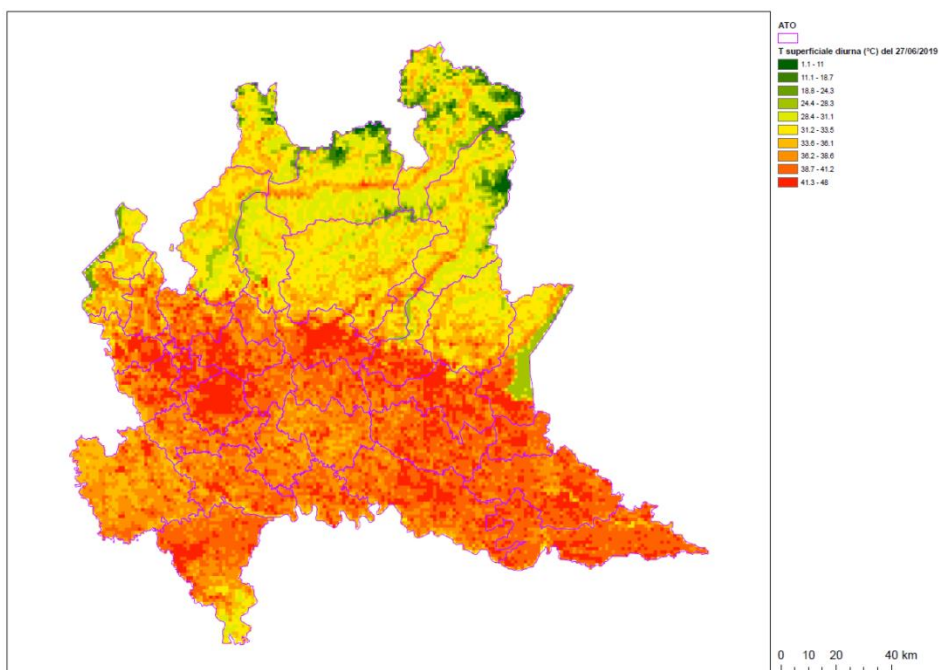 ATO
T superficiale diurna (°C) del 27/06/2019
1.1 - 11
11.1 - 18.7
18.8 - 24.3
24.4 - 28.3
28.4 - 31.1
31.2 - 33.5
33.6 - 36.1
36.2 - 38.6
38.7 - 41.2
41.3 - 48
0 10 20 40 km